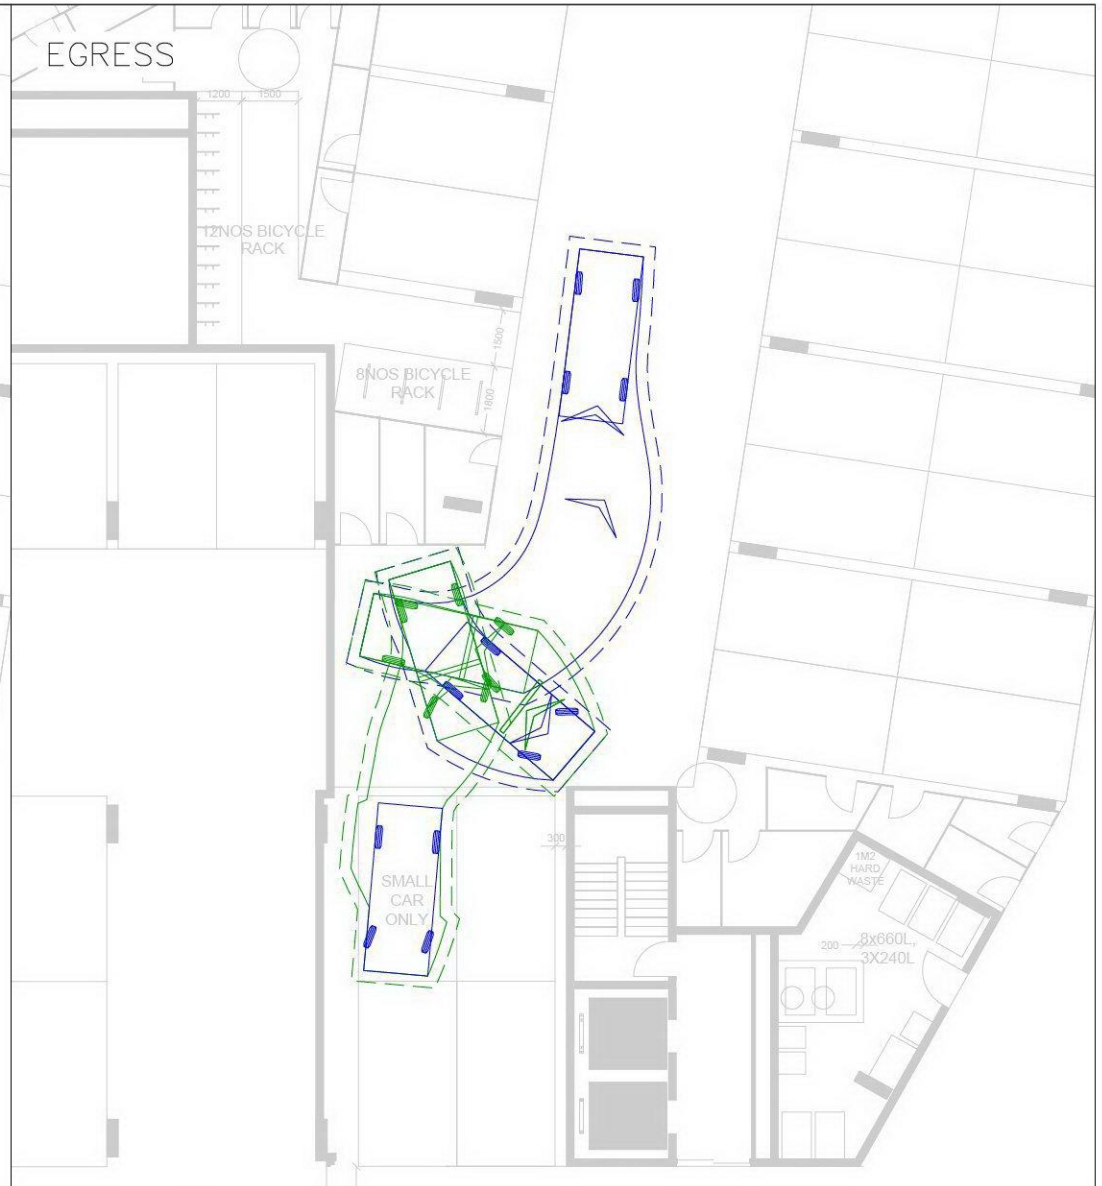 EGRESS
1200
1500
12NOS BICYCLE
RACK
1500
8NOS BICYCLE
RACK
1800
300
SMALL
CAR
ONLY
1M2
HARD
WASTE
200
8x660L,
3X240L